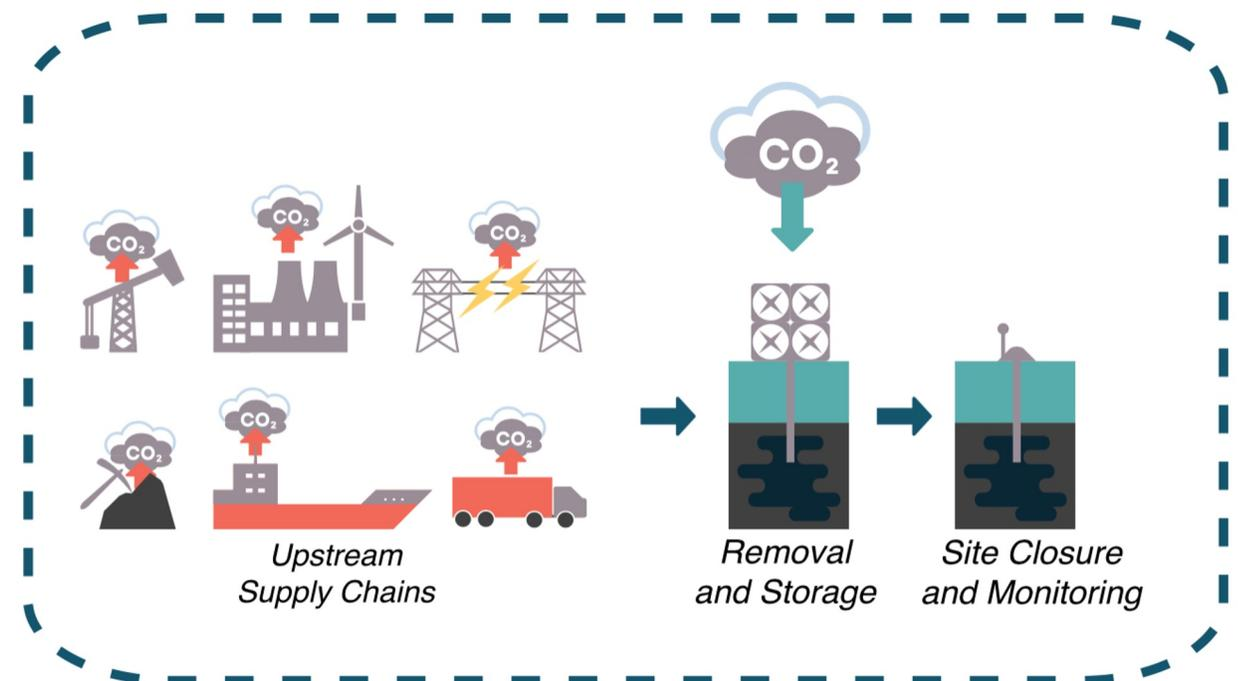 CO₂
CO₂
CO₂
CO₂
CO₂
CO₂
CO₂
Upstream
Supply Chains
Removal
and Storage
Site Closure
and Monitoring